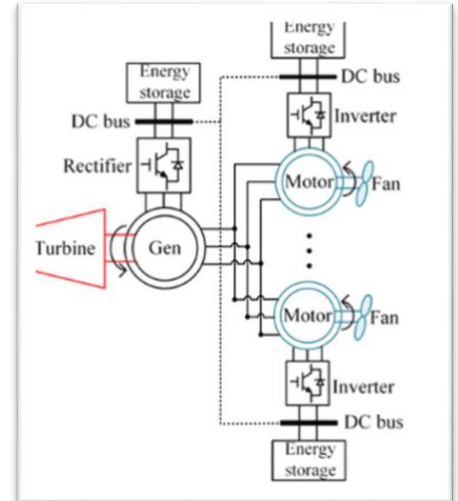 Energy
storage
DC bus
Inverter
Motor
Fan
Energy
storage
DC bus
Rectifier
Turbine
Gen
Motor
Fan
Inverter
DC bus
Energy
storage